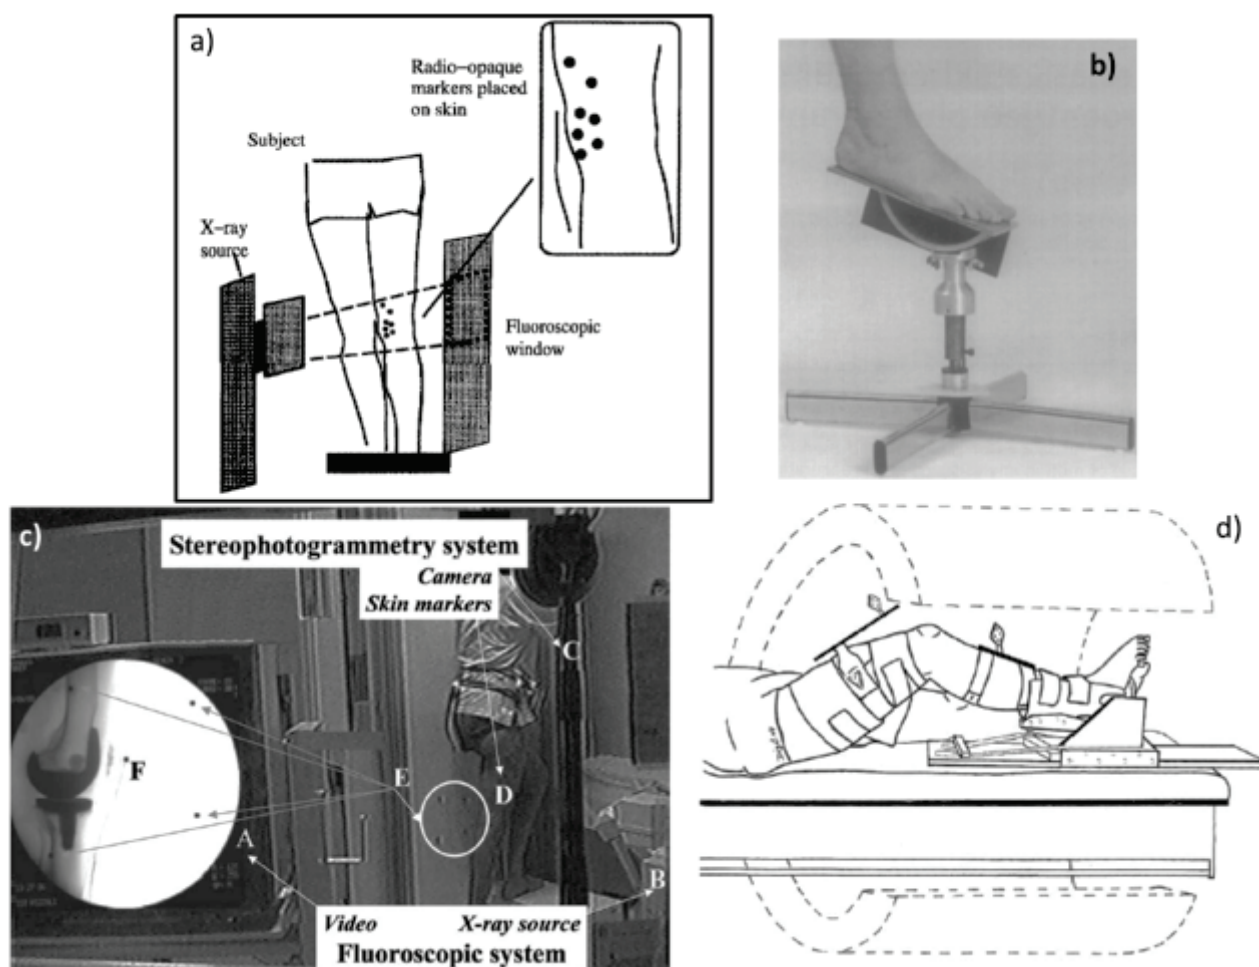 a)
Radio-opaque
markers placed
on skin
Subject
X-ray
source
Fluoroscopic
window
b)
c)
Stereophotogrammetry system
Camera
Skin markers
C
F
E
D
A
B
Video X-ray source
Fluoroscopic system
d)